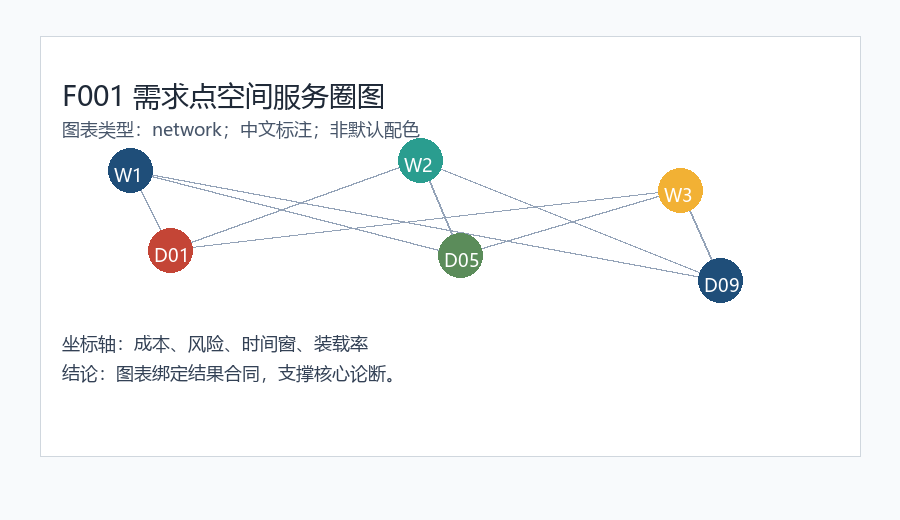 F001 需求点空间服务圈图
图表类型：network；中文标注；非默认配色
W1
W2
W3
D01
D05
D09
坐标轴：成本、风险、时间窗、装载率
结论：图表绑定结果合同，支撑核心论断。